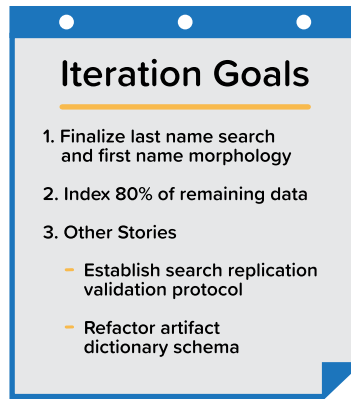 Iteration Goals
1. Finalize last name search
and first name morphology
2. Index 80% of remaining data
3. Other Stories
- Establish search replication
validation protocol
- Refactor artifact
dictionary schema